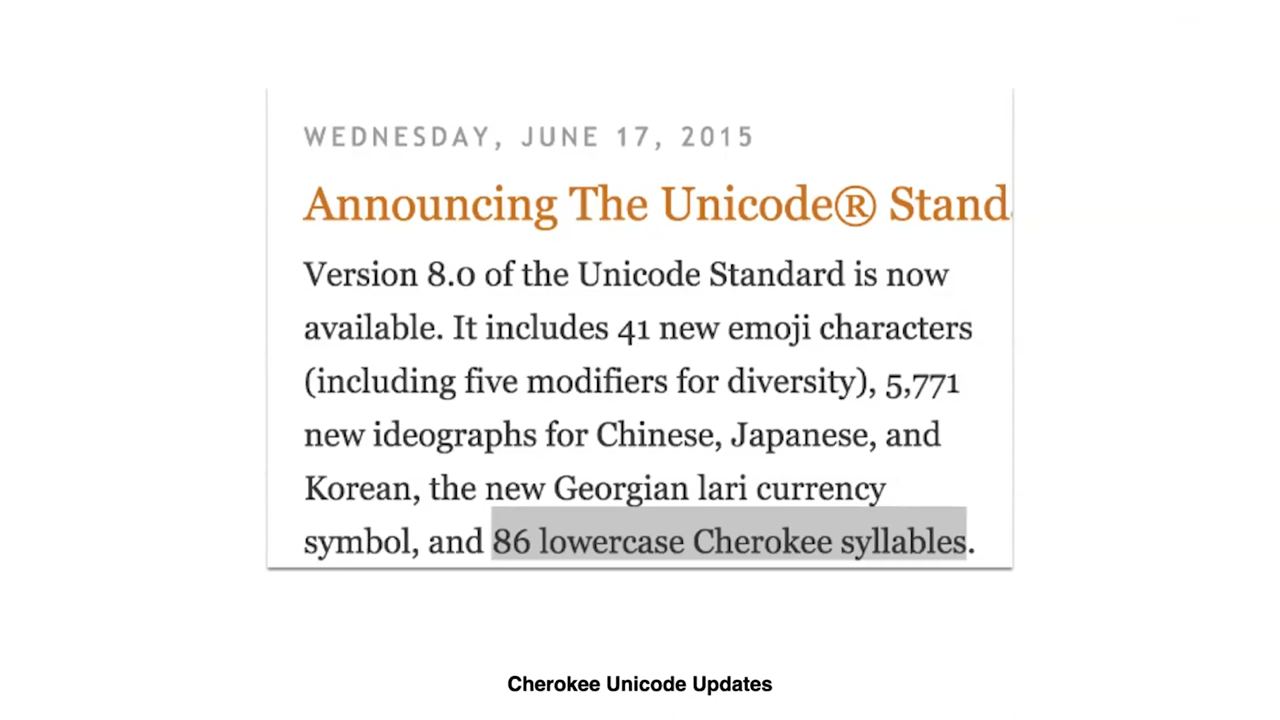 WEDNESDAY, JUNE 17, 2015
Announcing The Unicode® Stand
Version 8.0 of the Unicode Standard is now
available. It includes 41 new emoji characters
(including five modifiers for diversity), 5,771
new ideographs for Chinese, Japanese, and
Korean, the new Georgian lari currency
symbol, and 86 lowercase Cherokee syllables.
Cherokee Unicode Updates